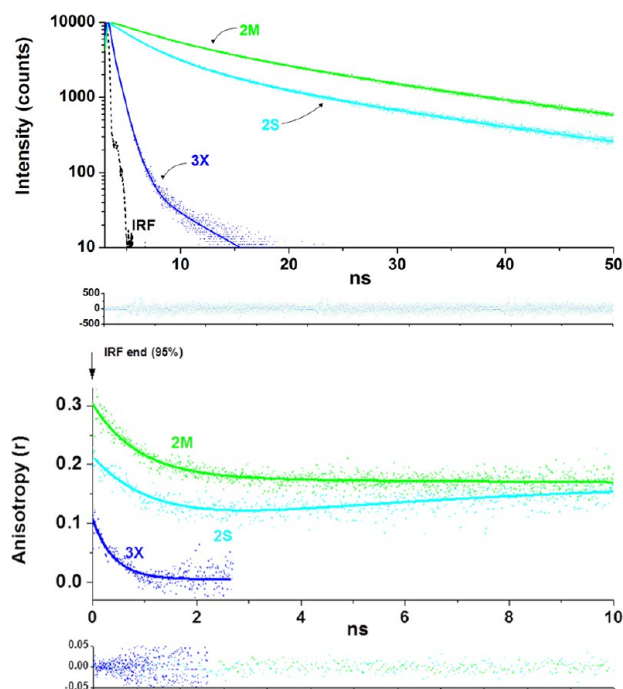 Intensity (counts)
10000
1000
100
10
2M
2S
3X
IRF
10
20
30
40
50
ns
500
0
-500
IRF end (95%)
Anisotropy (r)
0.3
0.2
0.1
0.0
2M
2S
3X
0
2
4
6
8
10
ns
0.05
0.00
-0.05